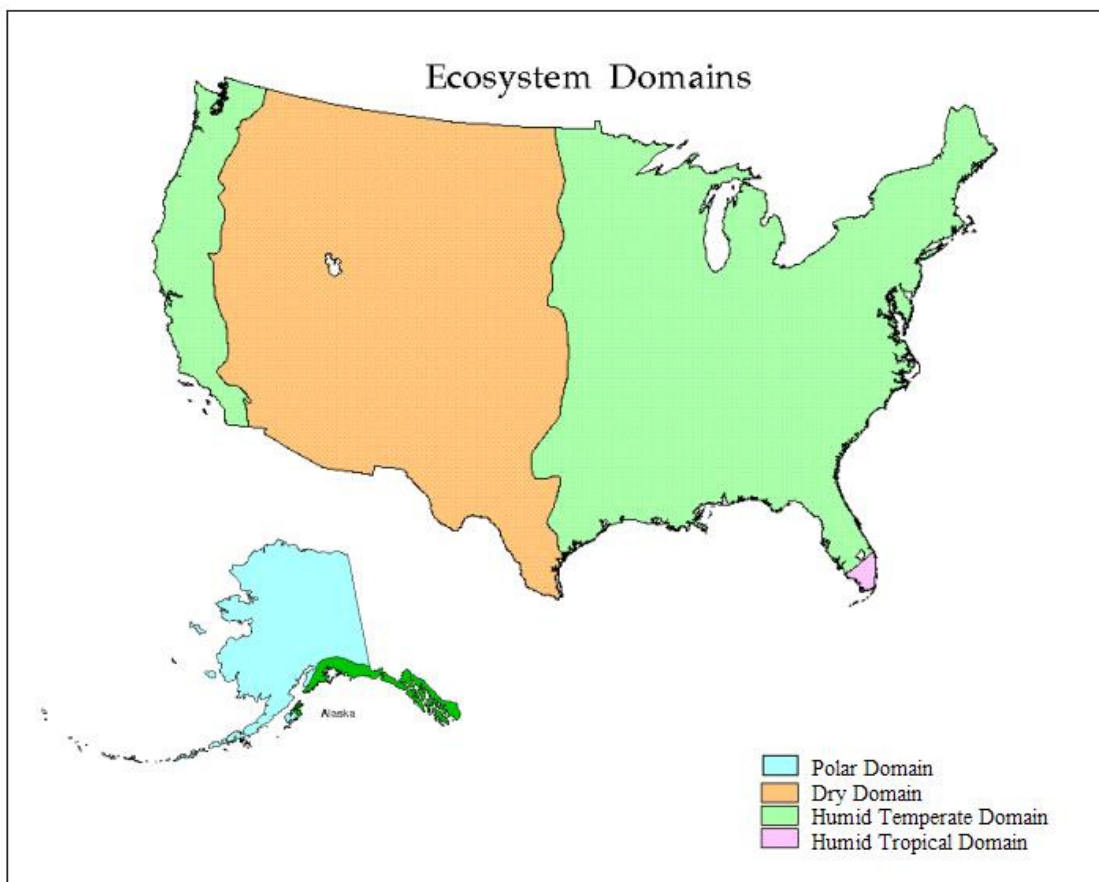 Ecosystem Domains
Alaska
Polar Domain
Dry Domain
Humid Temperate Domain
Humid Tropical Domain